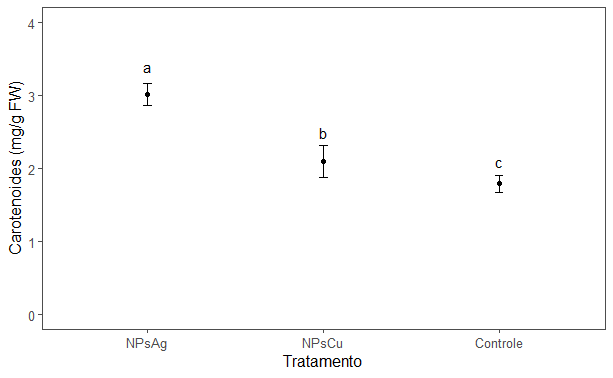 4
a
3
b
c
2
1
0
Carotenoides (mg/g FW)
NPsAg NPsCu Controle
Tratamento